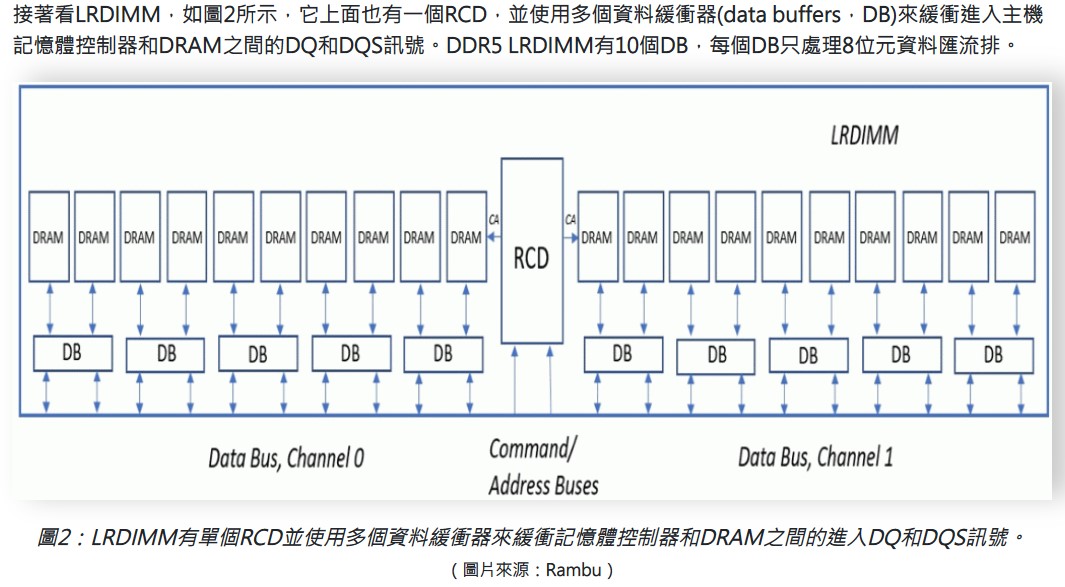 接著看LRDIMM，如圖2所示，它上面也有一個RCD，並使用多個資料緩衝器(data buffers，DB)來緩衝進入主機
記憶體控制器和DRAM之間的DQ和DQS訊號。DDR5 LRDIMM有10個DB，每個DB只處理8位元資料匯流排。
LRDIMM
CA CA
DRAM DRAM DRAM DRAM DRAM DRAM DRAM DRAM DRAM DRAM RCD DRAM DRAM DRAM DRAM DRAM DRAM DRAM DRAM DRAM DRAM
DB DB DB DB DB DB DB DB DB DB
Data Bus, Channel 0 Command/ Data Bus, Channel 1
Address Buses
圖2：LRDIMM有單個RCD並使用多個資料緩衝器來緩衝記憶體控制器和DRAM之間的進入DQ和DQS訊號。
（圖片來源：Rambu）